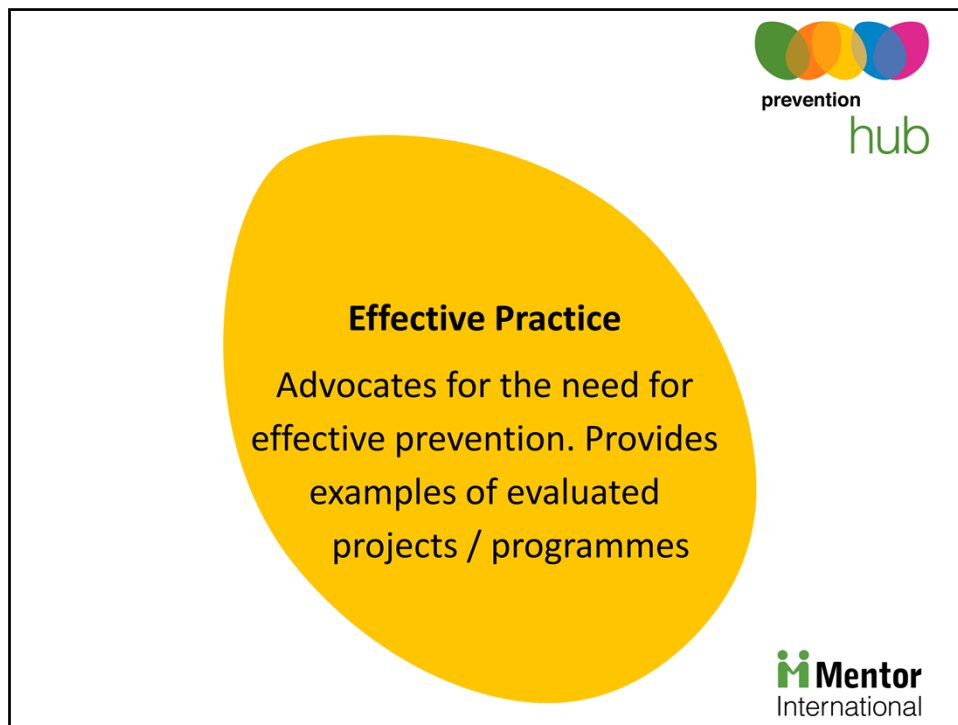 prevention
hub
Effective Practice
Advocates for the need for
effective prevention. Provides
examples of evaluated
projects / programmes
Mentor
International